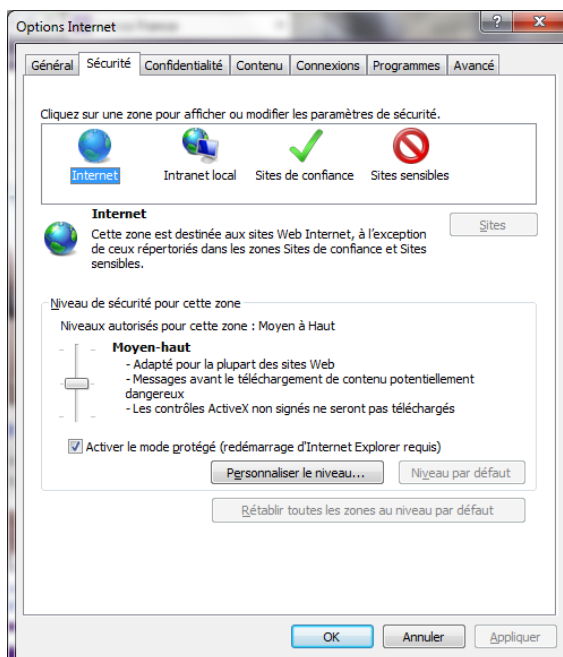 Options Internet
Général Sécurité Confidentialité Contenu Connexions Programmes Avancé
Cliquez sur une zone pour afficher ou modifier les paramètres de sécurité.
Internet Intranet local Sites de confiance Sites sensibles
Internet
Cette zone est destinée aux sites Web Internet, à l'exception
de ceux répertoriés dans les zones Sites de confiance et Sites
sensibles.
Sites
Niveau de sécurité pour cette zone
Niveaux autorisés pour cette zone : Moyen à Haut
Moyen-haut
- Adapté pour la plupart des sites Web
- Messages avant le téléchargement de contenu potentiellement
dangereux
- Les contrôles ActiveX non signés ne seront pas téléchargés
Activer le mode protégé (redémarrage d'Internet Explorer requis)
Personnaliser le niveau... Niveau par défaut
Rétablir toutes les zones au niveau par défaut
OK Annuler Appliquer